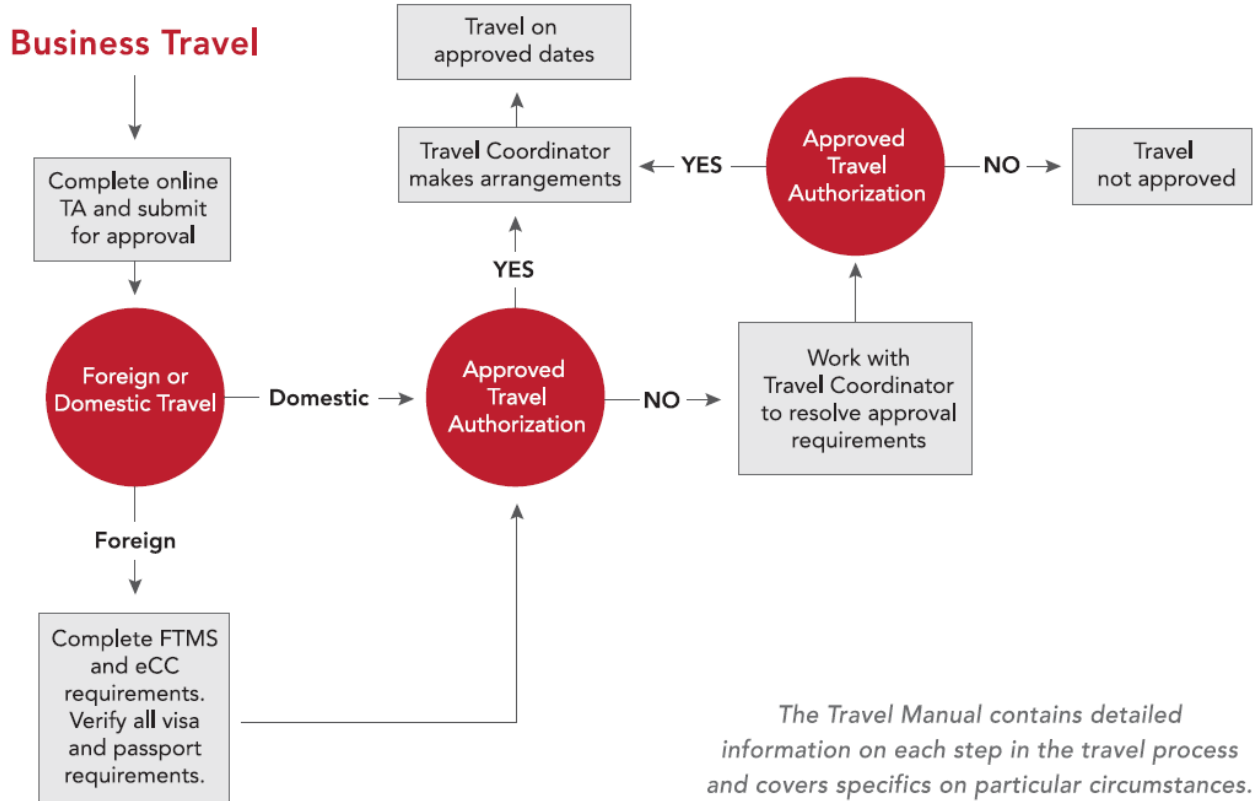 Business Travel
Complete online
TA and submit
for approval
Foreign or
Domestic Travel
Domestic
Foreign
Complete FTMS
and eCC
requirements.
Verify all visa
and passport
requirements.
Approved
Travel
Authorization
YES
Travel Coordinator
makes arrangements
Travel on
approved dates
NO
Work with
Travel Coordinator
to resolve approval
requirements
Approved
Travel
Authorization
YES
NO
Travel
not approved
The Travel Manual contains detailed
information on each step in the travel process
and covers specifics on particular circumstances.